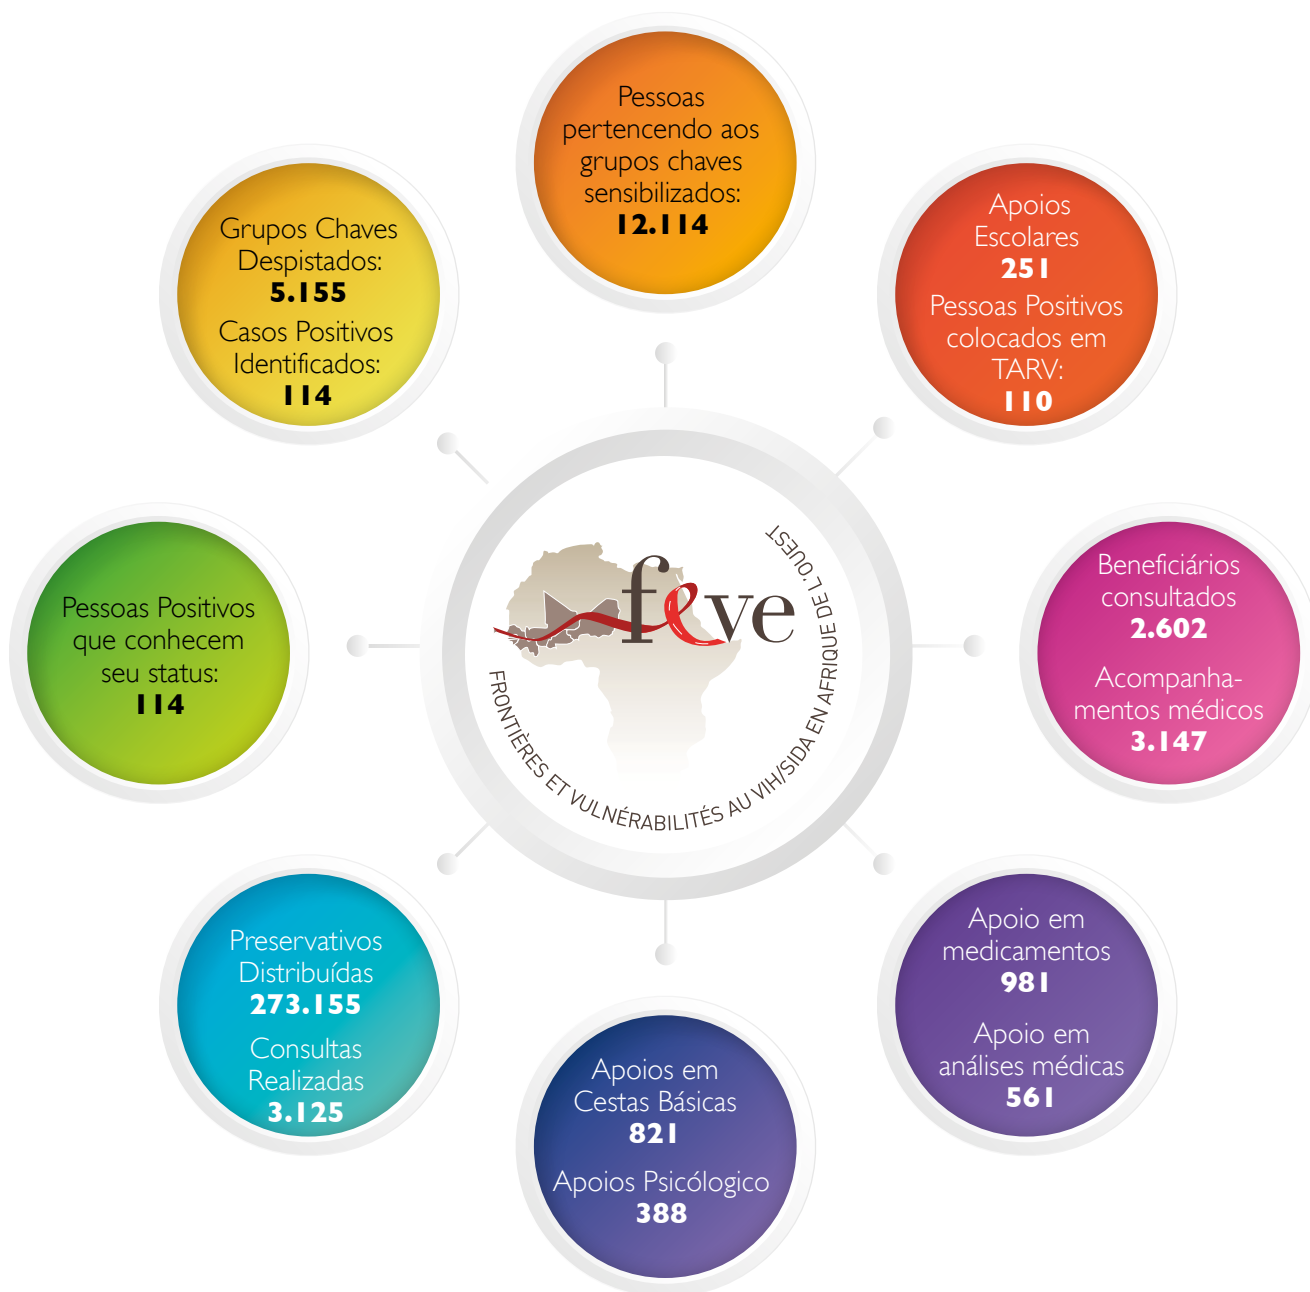 Pessoas
pertencendo aos
grupos chaves
sensibilizados:
12.114
Apoios
Escolares
251
Pessoas Positivos
colocados em
TARV:
110
Beneficiários
consultados
2.602
Acompanha-
mentos médicos
3.147
Apoio em
medicamentos
981
Apoio em
análises médicas
561
Apoios em
Cestas Básicas
821
Apoios Psicólogico
388
Preservativos
Distribuídas
273.155
Consultas
Realizadas
3.125
Pessoas Positivos
que conhecem
seu status:
114
Grupos Chaves
Despistados:
5.155
Casos Positivos
Identificados:
114
feve
FRONTIÈRES ET VULNÉRABILITÉS AU VIH/SIDA EN AFRIQUE DE L'OUEST